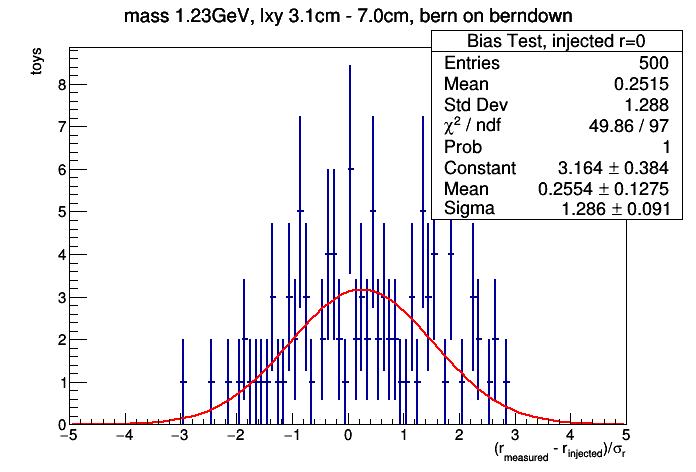 mass 1.23GeV, lxy 3.1cm - 7.0cm, bern on berndown
Bias Test, injected r=0
Entries 500
Mean 0.2515
Std Dev 1.288
χ² / ndf 49.86 / 97
Prob 1
Constant 3.164 ± 0.384
Mean 0.2554 ± 0.1275
Sigma 1.286 ± 0.091
toys
8
7
6
5
4
3
2
1
0
−5 −4 −3 −2 −1 0 1 2 3 4 5
(r_measured - r_injected)/σ_r